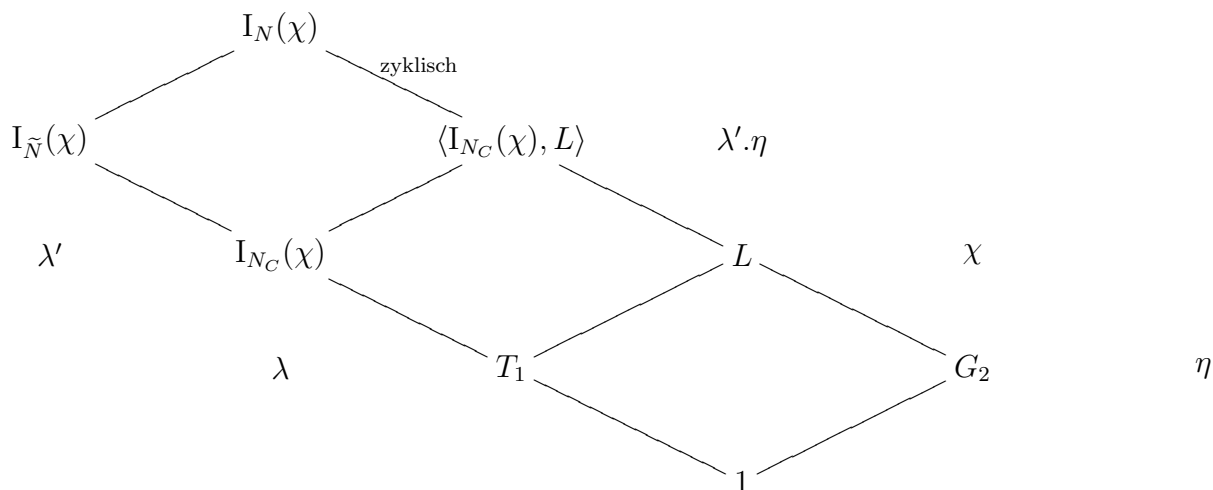 I_N(χ)
zyklisch
I_Ñ(χ) ⟨I_{N_C}(χ), L⟩ λ′.η
λ′ I_{N_C}(χ) L χ
λ T_1 G_2 η
1